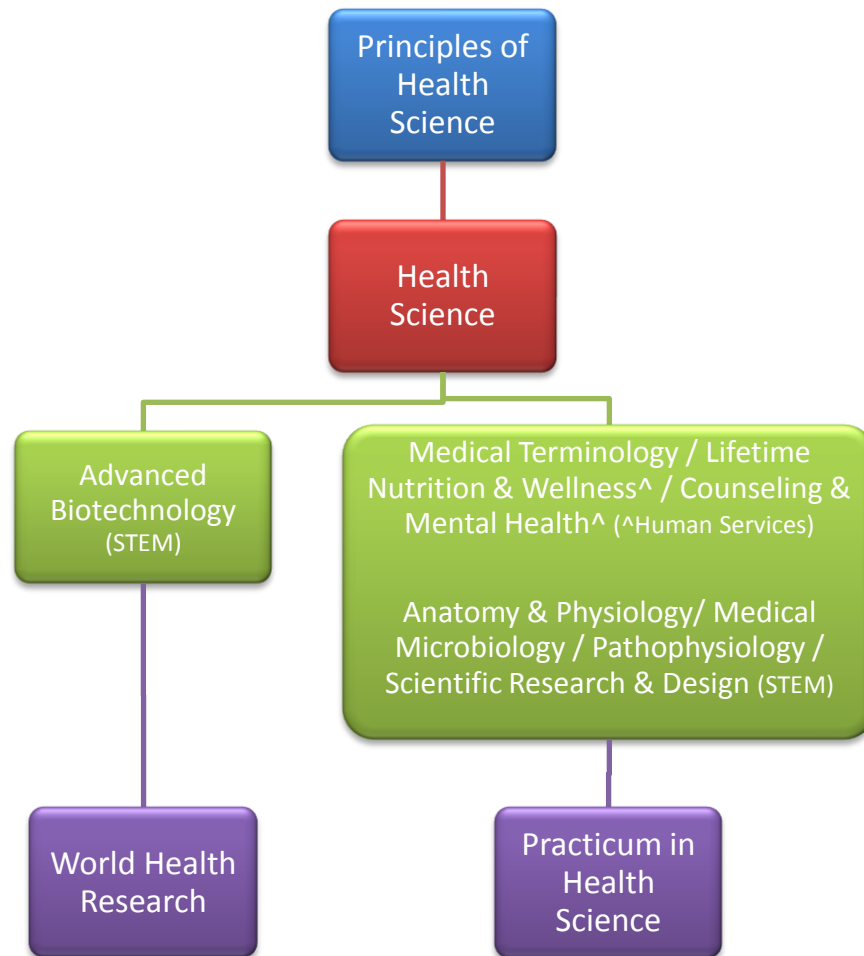 Principles of
Health
Science
Health
Science
Advanced
Biotechnology
(STEM)
Medical Terminology / Lifetime
Nutrition & Wellness^ / Counseling &
Mental Health^ (^Human Services)
Anatomy & Physiology/ Medical
Microbiology / Pathophysiology /
Scientific Research & Design (STEM)
World Health
Research
Practicum in
Health
Science